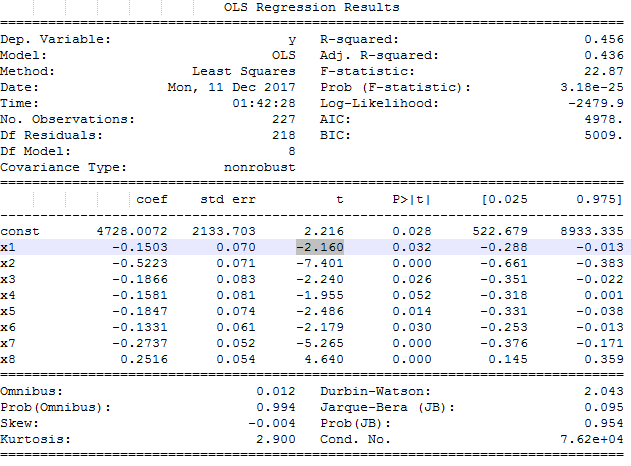 OLS Regression Results
==============================================================================
Dep. Variable:                      y   R-squared:                       0.456
Model:                            OLS   Adj. R-squared:                  0.436
Method:                 Least Squares   F-statistic:                     22.87
Date:                Mon, 11 Dec 2017   Prob (F-statistic):           3.18e-25
Time:                        01:42:28   Log-Likelihood:                -2479.9
No. Observations:                 227   AIC:                             4978.
Df Residuals:                     218   BIC:                             5009.
Df Model:                           8
Covariance Type:            nonrobust
==============================================================================
coef    std err          t      P>|t|      [0.025      0.975]
------------------------------------------------------------------------------
const       4728.0072   2133.703      2.216      0.028     522.679    8933.335
x1            -0.1503      0.070     -2.160      0.032      -0.288      -0.013
x2            -0.5223      0.071     -7.401      0.000      -0.661      -0.383
x3            -0.1866      0.083     -2.240      0.026      -0.351      -0.022
x4            -0.1581      0.081     -1.955      0.052      -0.318       0.001
x5            -0.1847      0.074     -2.486      0.014      -0.331      -0.038
x6            -0.1331      0.061     -2.179      0.030      -0.253      -0.013
x7            -0.2737      0.052     -5.265      0.000      -0.376      -0.171
x8             0.2516      0.054      4.640      0.000       0.145       0.359
==============================================================================
Omnibus:                        0.012   Durbin-Watson:                   2.043
Prob(Omnibus):                  0.994   Jarque-Bera (JB):                0.095
Skew:                          -0.004   Prob(JB):                        0.954
Kurtosis:                       2.900   Cond. No.                     7.62e+04
==============================================================================